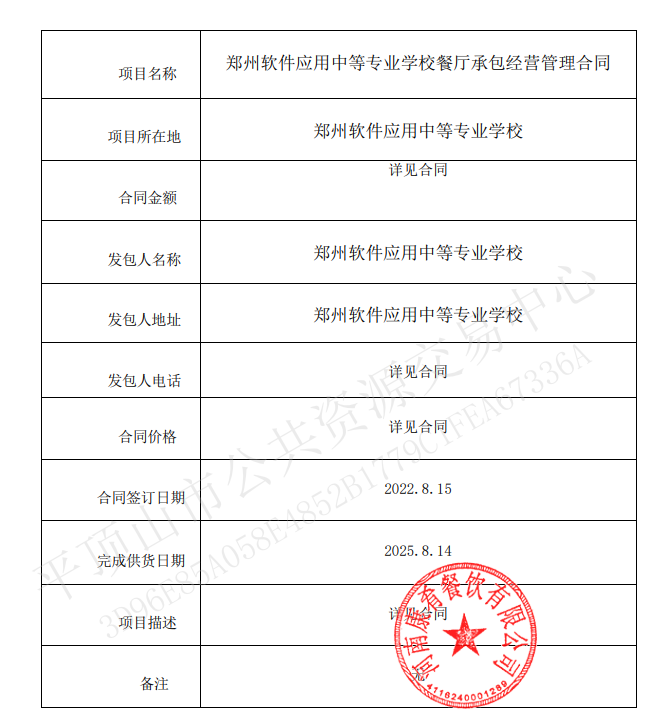 项目名称 郑州软件应用中等专业学校餐厅承包经营管理合同
项目所在地 郑州软件应用中等专业学校
合同金额 详见合同
发包人名称 郑州软件应用中等专业学校
发包人地址 郑州软件应用中等专业学校
发包人电话 详见合同
合同价格 详见合同
合同签订日期 2022.8.15
完成供货日期 2025.8.14
项目描述 详见合同
备注
平顶山市公共资源交易中心
3D96E85A058E4852B1779C1FEA67336A
河南康育餐饮有限公司
4116240001289